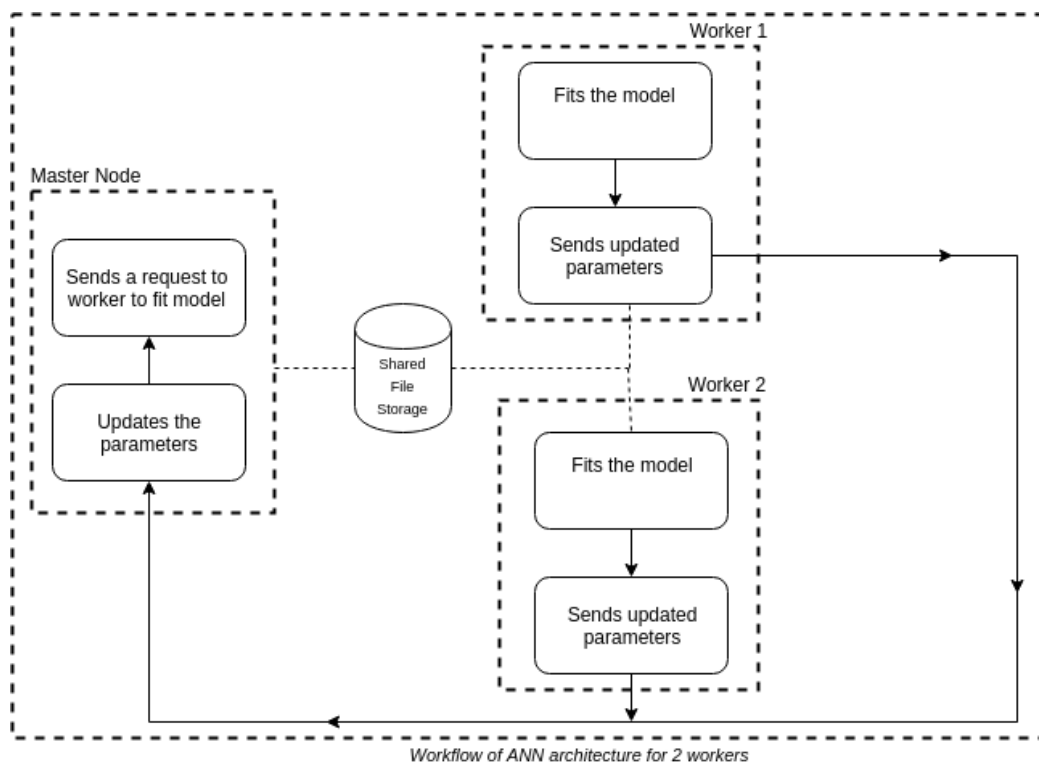 Worker 1
Fits the model
Sends updated
parameters
Master Node
Sends a request to
worker to fit model
Updates the
parameters
Shared
File
Storage
Worker 2
Fits the model
Sends updated
parameters
Workflow of ANN architecture for 2 workers